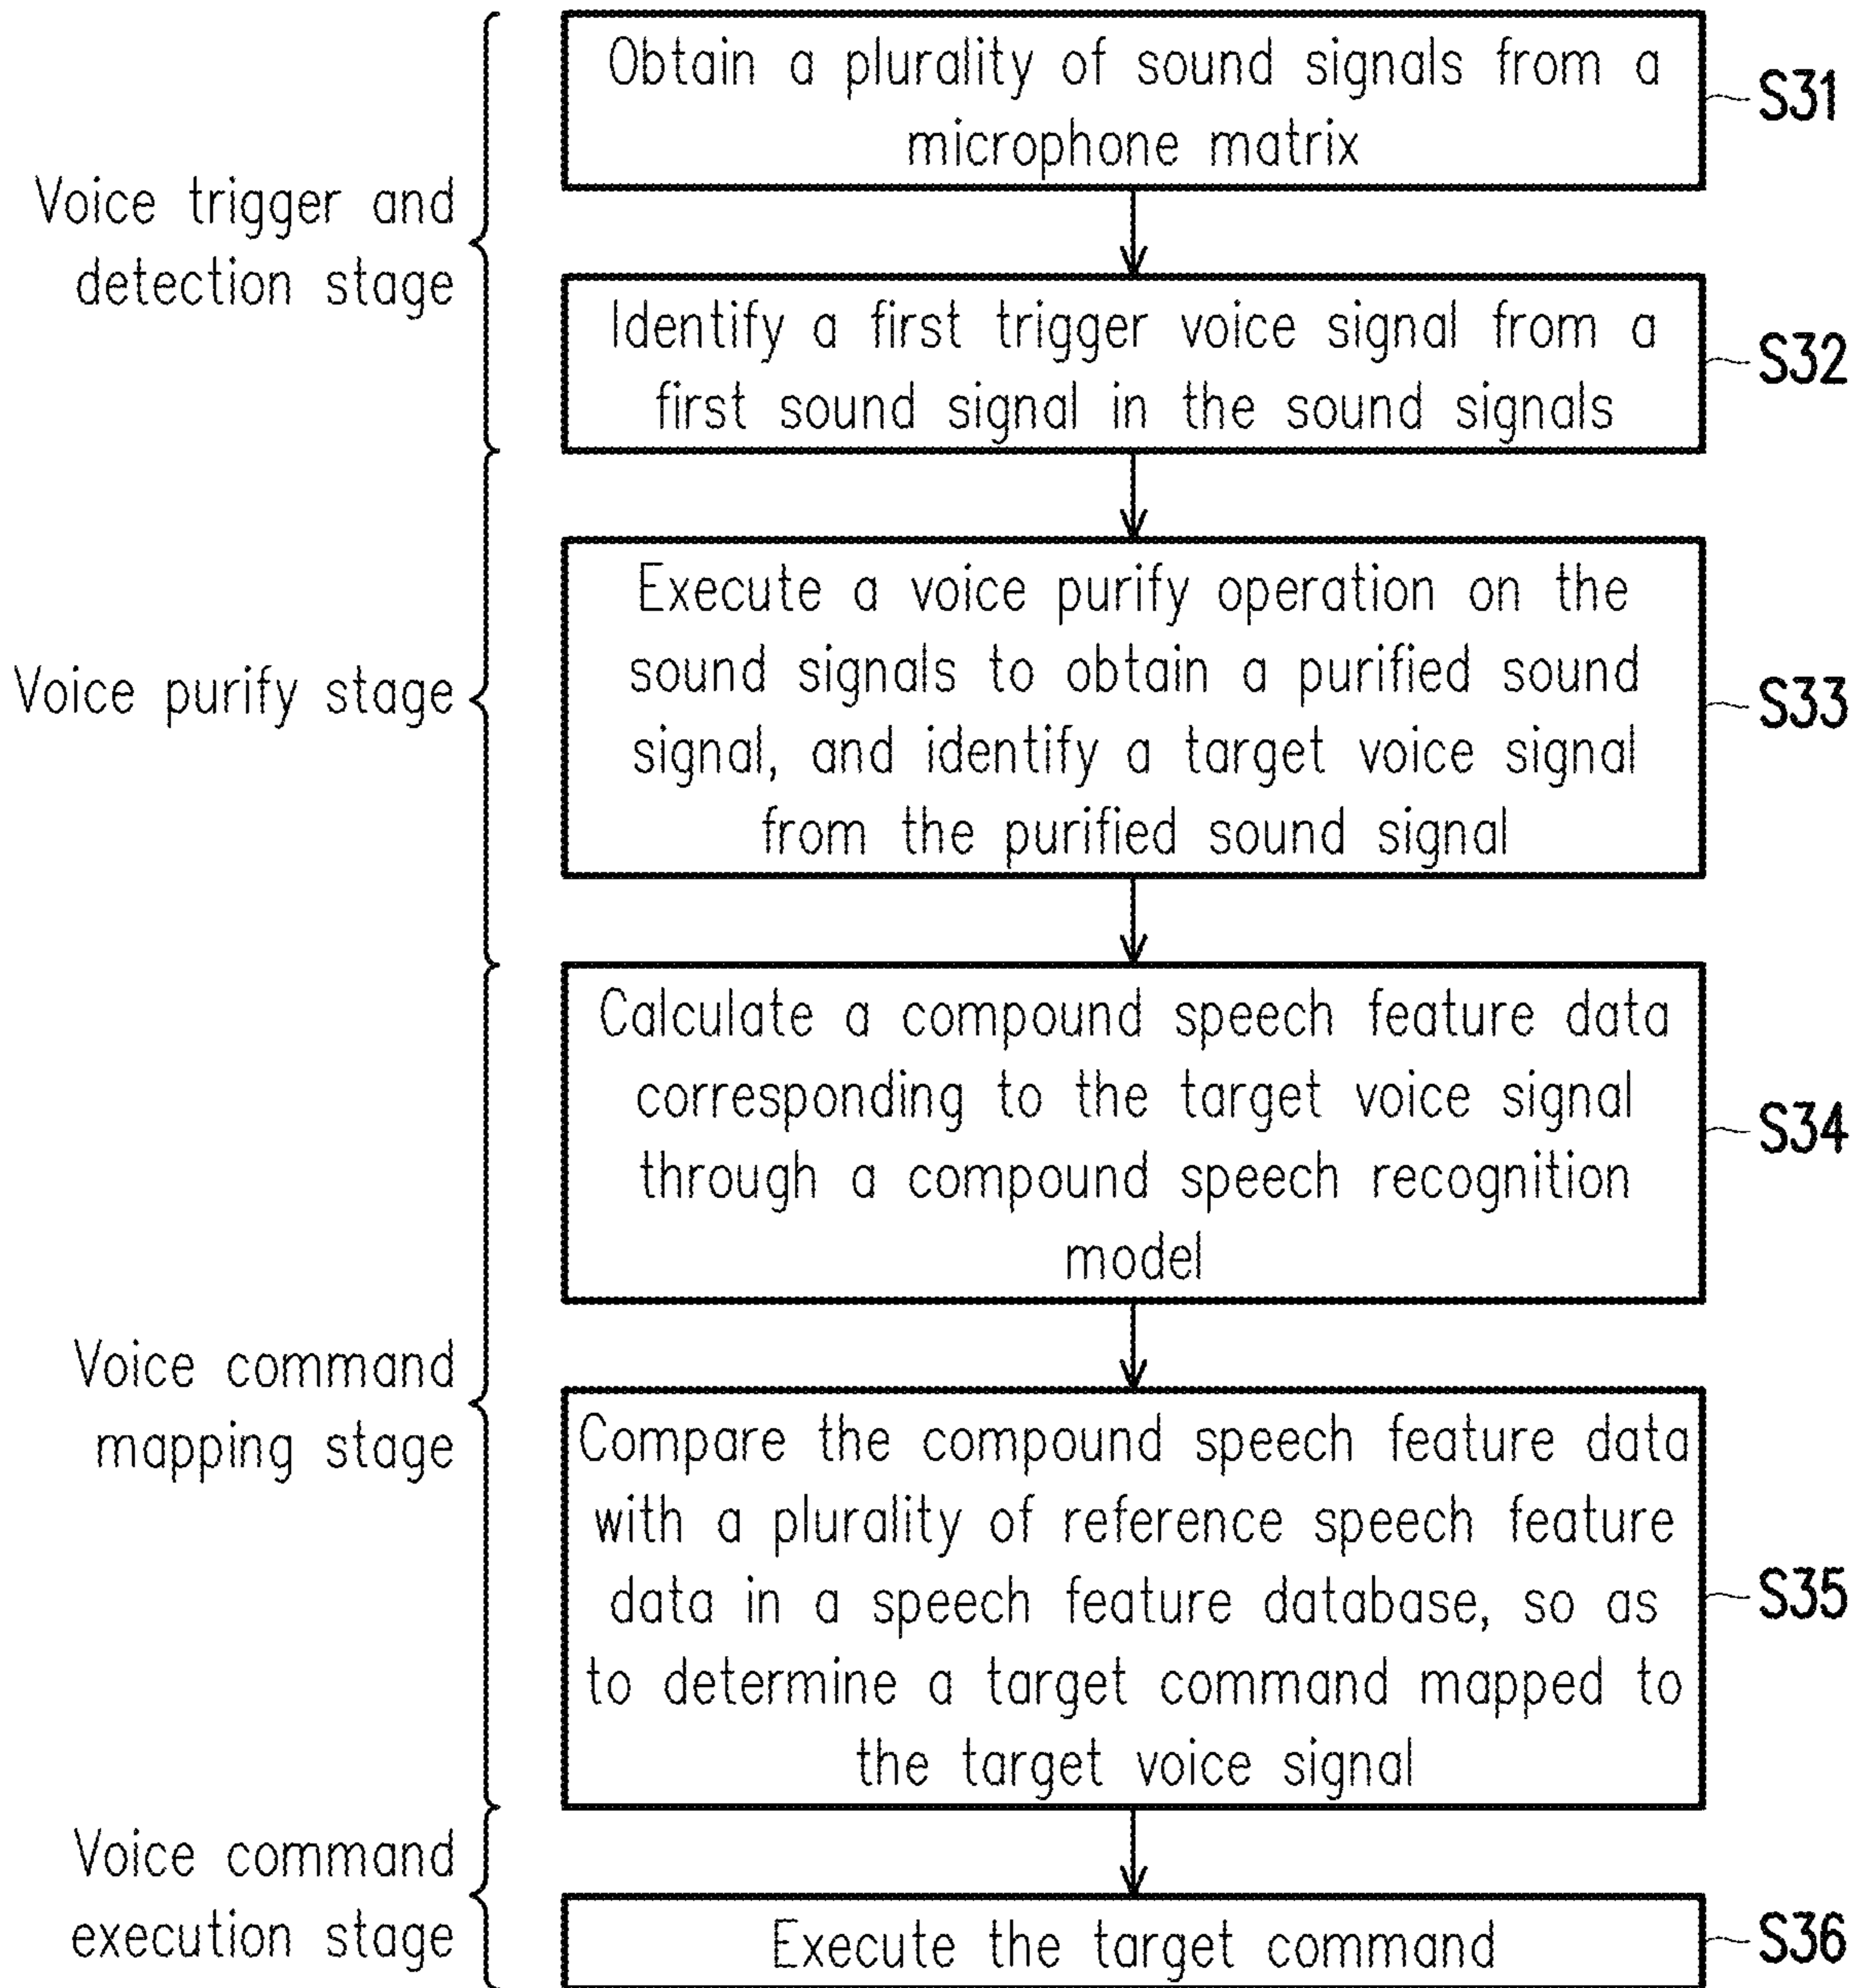 Voice trigger and
detection stage
Obtain a plurality of sound signals from a
microphone matrix
S31
Identify a first trigger voice signal from a
first sound signal in the sound signals
S32
Voice purify stage
Execute a voice purify operation on the
sound signals to obtain a purified sound
signal, and identify a target voice signal
from the purified sound signal
S33
Voice command
mapping stage
Calculate a compound speech feature data
corresponding to the target voice signal
through a compound speech recognition
model
S34
Compare the compound speech feature data
with a plurality of reference speech feature
data in a speech feature database, so as
to determine a target command mapped to
the target voice signal
S35
Voice command
execution stage
Execute the target command
S36